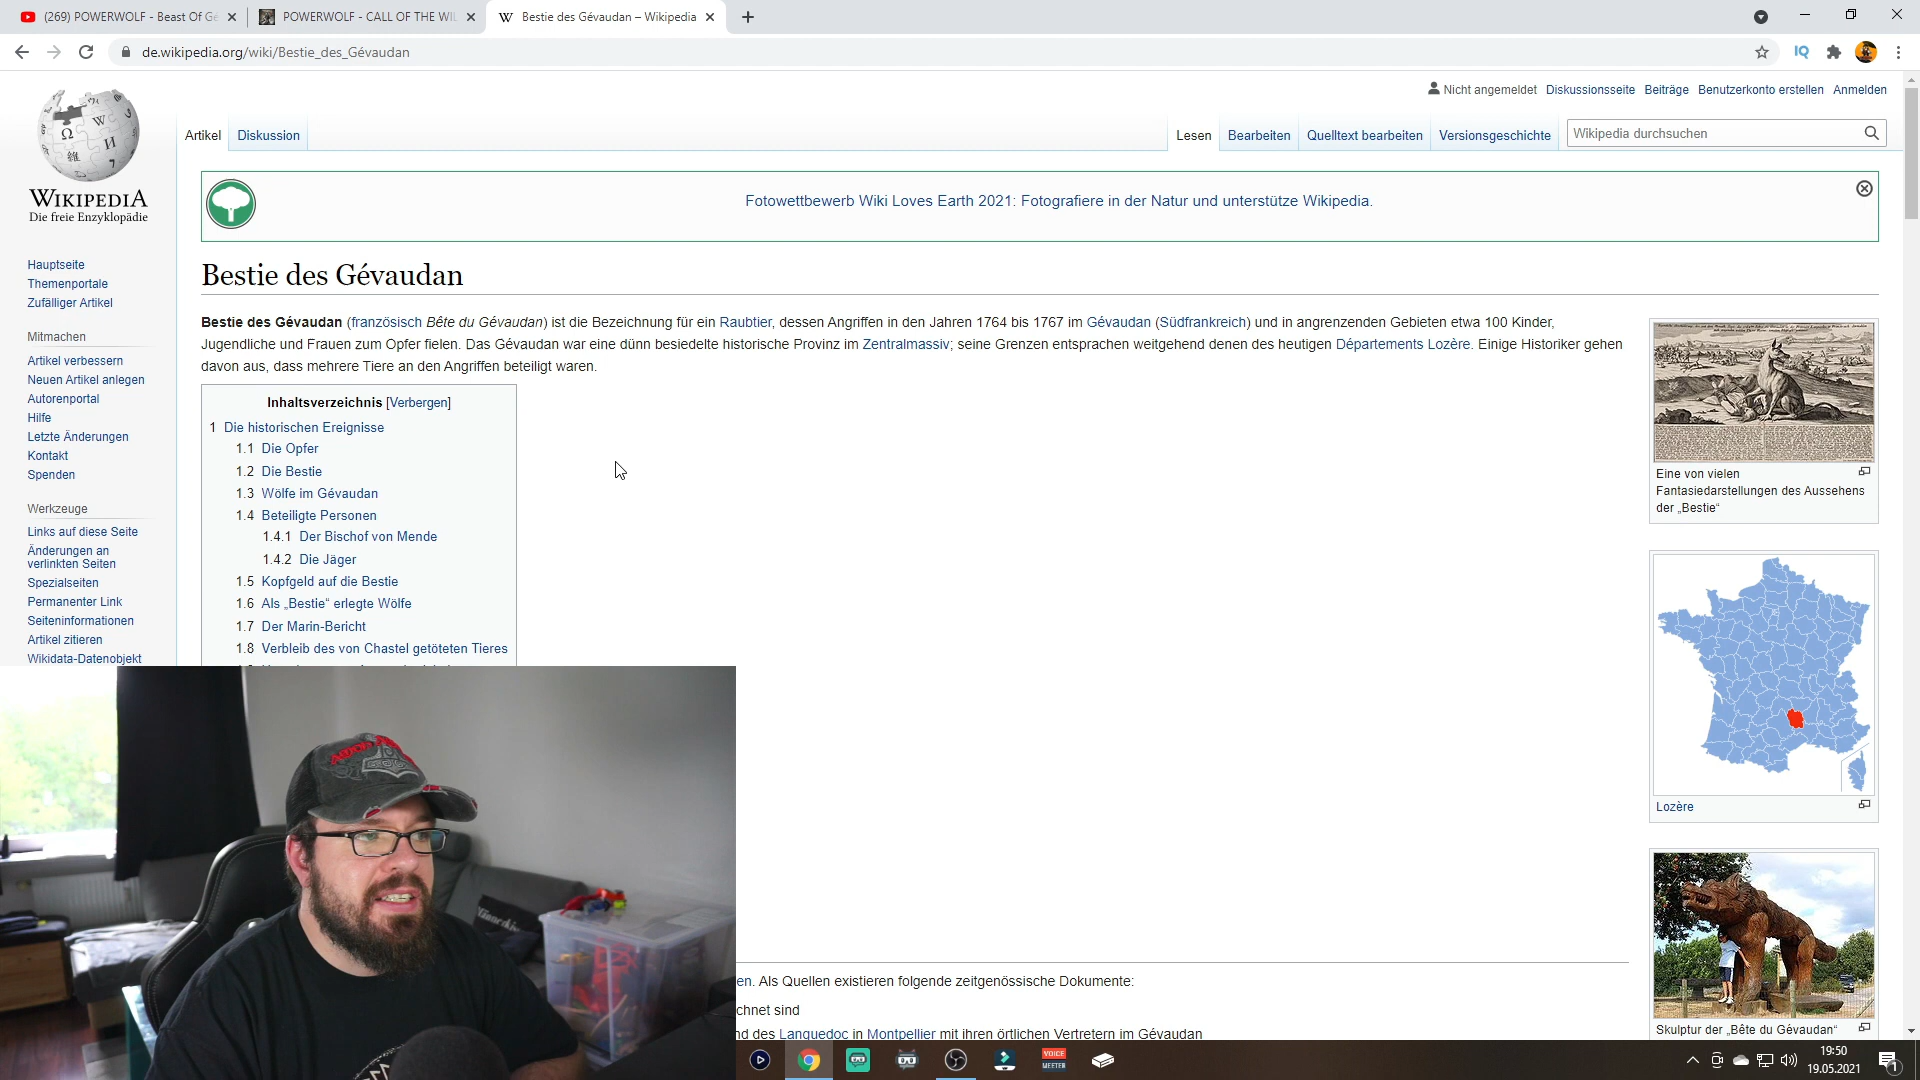 (269) POWERWOLF - Beast Of Gé
POWERWOLF - CALL OF THE WIL
Bestie des Gévaudan – Wikipedia
de.wikipedia.org/wiki/Bestie_des_Gévaudan
IQ
Nicht angemeldet Diskussionsseite Beiträge Benutzerkonto erstellen Anmelden
WIKIPEDIA
Die freie Enzyklopädie
Artikel Diskussion
Lesen Bearbeiten Quelltext bearbeiten Versionsgeschichte Wikipedia durchsuchen
Fotowettbewerb Wiki Loves Earth 2021: Fotografiere in der Natur und unterstütze Wikipedia.
Hauptseite
Themenportale
Zufälliger Artikel
Mitmachen
Artikel verbessern
Neuen Artikel anlegen
Autorenportal
Hilfe
Letzte Änderungen
Kontakt
Spenden
Werkzeuge
Links auf diese Seite
Änderungen an
verlinkten Seiten
Spezialseiten
Permanenter Link
Seiteninformationen
Artikel zitieren
Wikidata-Datenobjekt
Bestie des Gévaudan
Bestie des Gévaudan (französisch Bête du Gévaudan) ist die Bezeichnung für ein Raubtier, dessen Angriffen in den Jahren 1764 bis 1767 im Gévaudan (Südfrankreich) und in angrenzenden Gebieten etwa 100 Kinder,
Jugendliche und Frauen zum Opfer fielen. Das Gévaudan war eine dünn besiedelte historische Provinz im Zentralmassiv; seine Grenzen entsprachen weitgehend denen des heutigen Départements Lozère. Einige Historiker gehen
davon aus, dass mehrere Tiere an den Angriffen beteiligt waren.
Inhaltsverzeichnis [Verbergen]
1 Die historischen Ereignisse
1.1 Die Opfer
1.2 Die Bestie
1.3 Wölfe im Gévaudan
1.4 Beteiligte Personen
1.4.1 Der Bischof von Mende
1.4.2 Die Jäger
1.5 Kopfgeld auf die Bestie
1.6 Als „Bestie“ erlegte Wölfe
1.7 Der Marin-Bericht
1.8 Verbleib des von Chastel getöteten Tieres
Eine von vielen
Fantasiedarstellungen des Aussehens
der „Bestie“
Lozère
Skulptur der „Bête du Gévaudan“
en. Als Quellen existieren folgende zeitgenössische Dokumente:
chnet sind
nd des Languedoc in Montpellier mit ihren örtlichen Vertretern im Gévaudan
VOICE
MEETER
19:50
19.05.2021
1